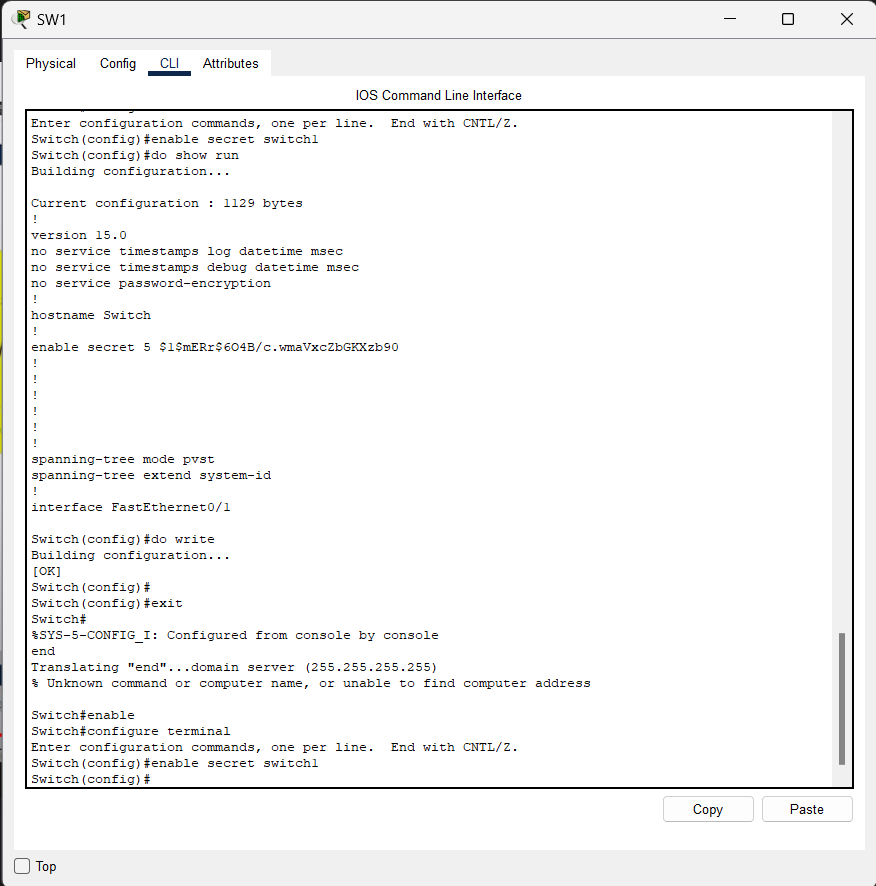 SW1
Physical Config CLI Attributes
IOS Command Line Interface
Enter configuration commands, one per line.  End with CNTL/Z.
Switch(config)#enable secret switch1
Switch(config)#do show run
Building configuration...
Current configuration : 1129 bytes
!
version 15.0
no service timestamps log datetime msec
no service timestamps debug datetime msec
no service password-encryption
!
hostname Switch
!
enable secret 5 $1$mERr$6O4B/c.wmaVxcZbGKXzb90
!
!
!
!
!
!
spanning-tree mode pvst
spanning-tree extend system-id
!
interface FastEthernet0/1
Switch(config)#do write
Building configuration...
[OK]
Switch(config)#
Switch(config)#exit
Switch#
%SYS-5-CONFIG_I: Configured from console by console
end
Translating "end"...domain server (255.255.255.255)
% Unknown command or computer name, or unable to find computer address
Switch#enable
Switch#configure terminal
Enter configuration commands, one per line.  End with CNTL/Z.
Switch(config)#enable secret switch1
Switch(config)#
Copy Paste
Top